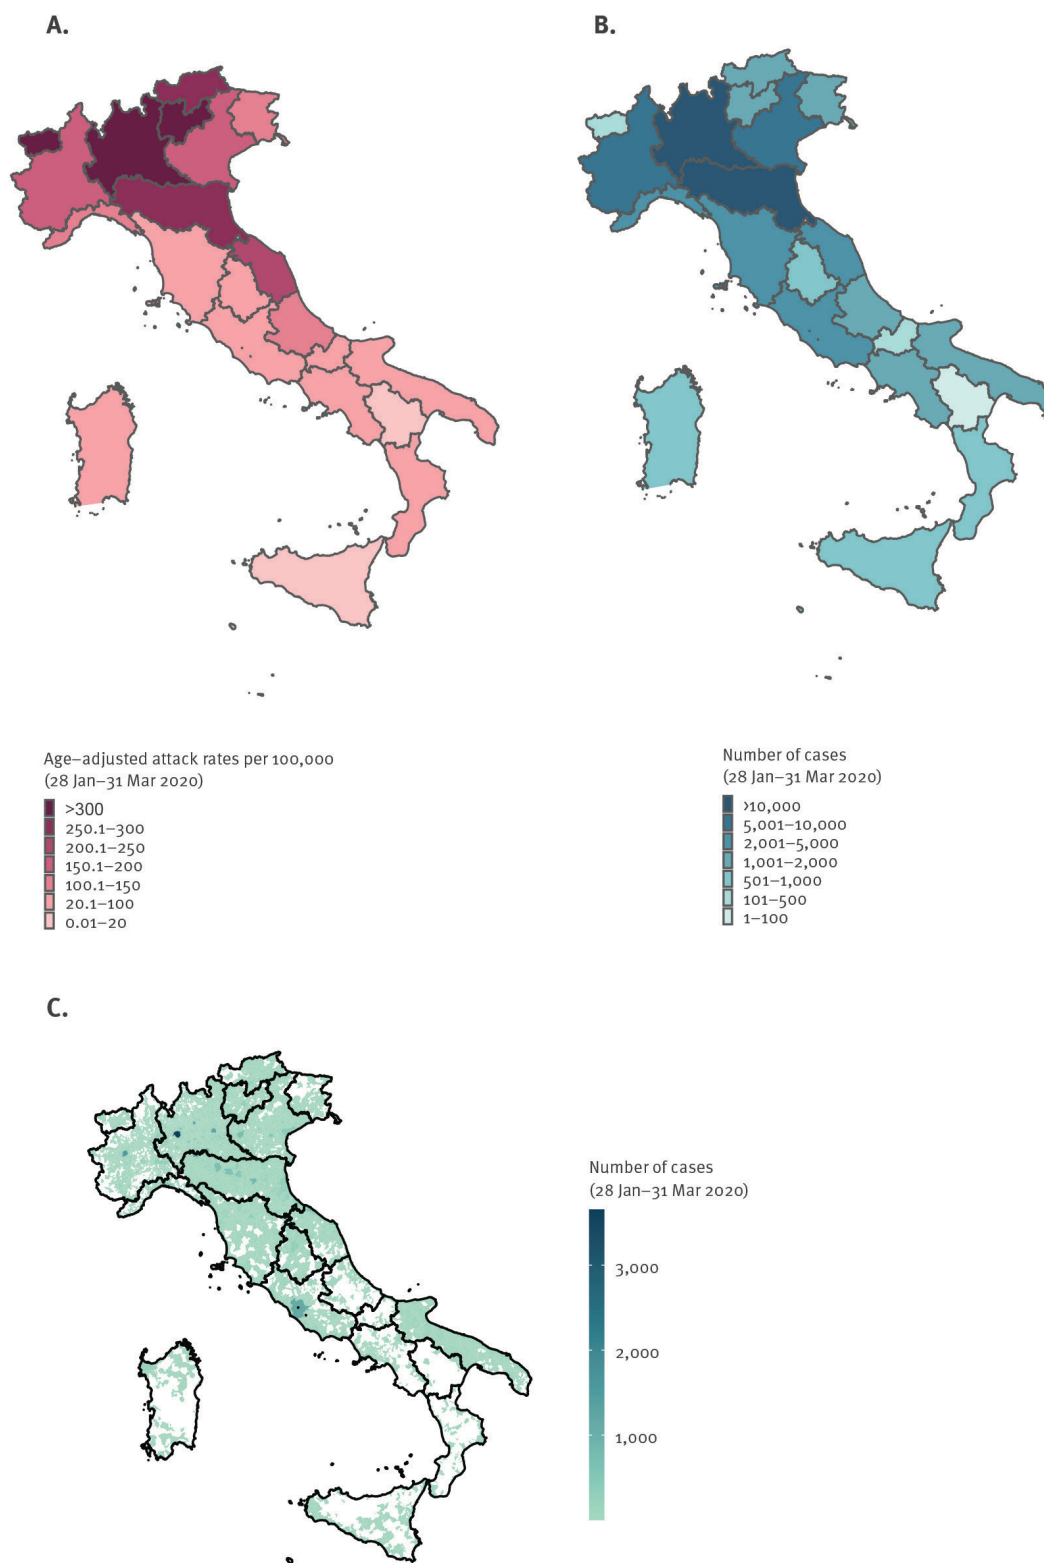 A.
B.
Age–adjusted attack rates per 100,000
(28 Jan–31 Mar 2020)
>300
250.1–300
200.1–250
150.1–200
100.1–150
20.1–100
0.01–20
Number of cases
(28 Jan–31 Mar 2020)
>10,000
5,001–10,000
2,001–5,000
1,001–2,000
501–1,000
101–500
1–100
C.
Number of cases
(28 Jan–31 Mar 2020)
3,000
2,000
1,000